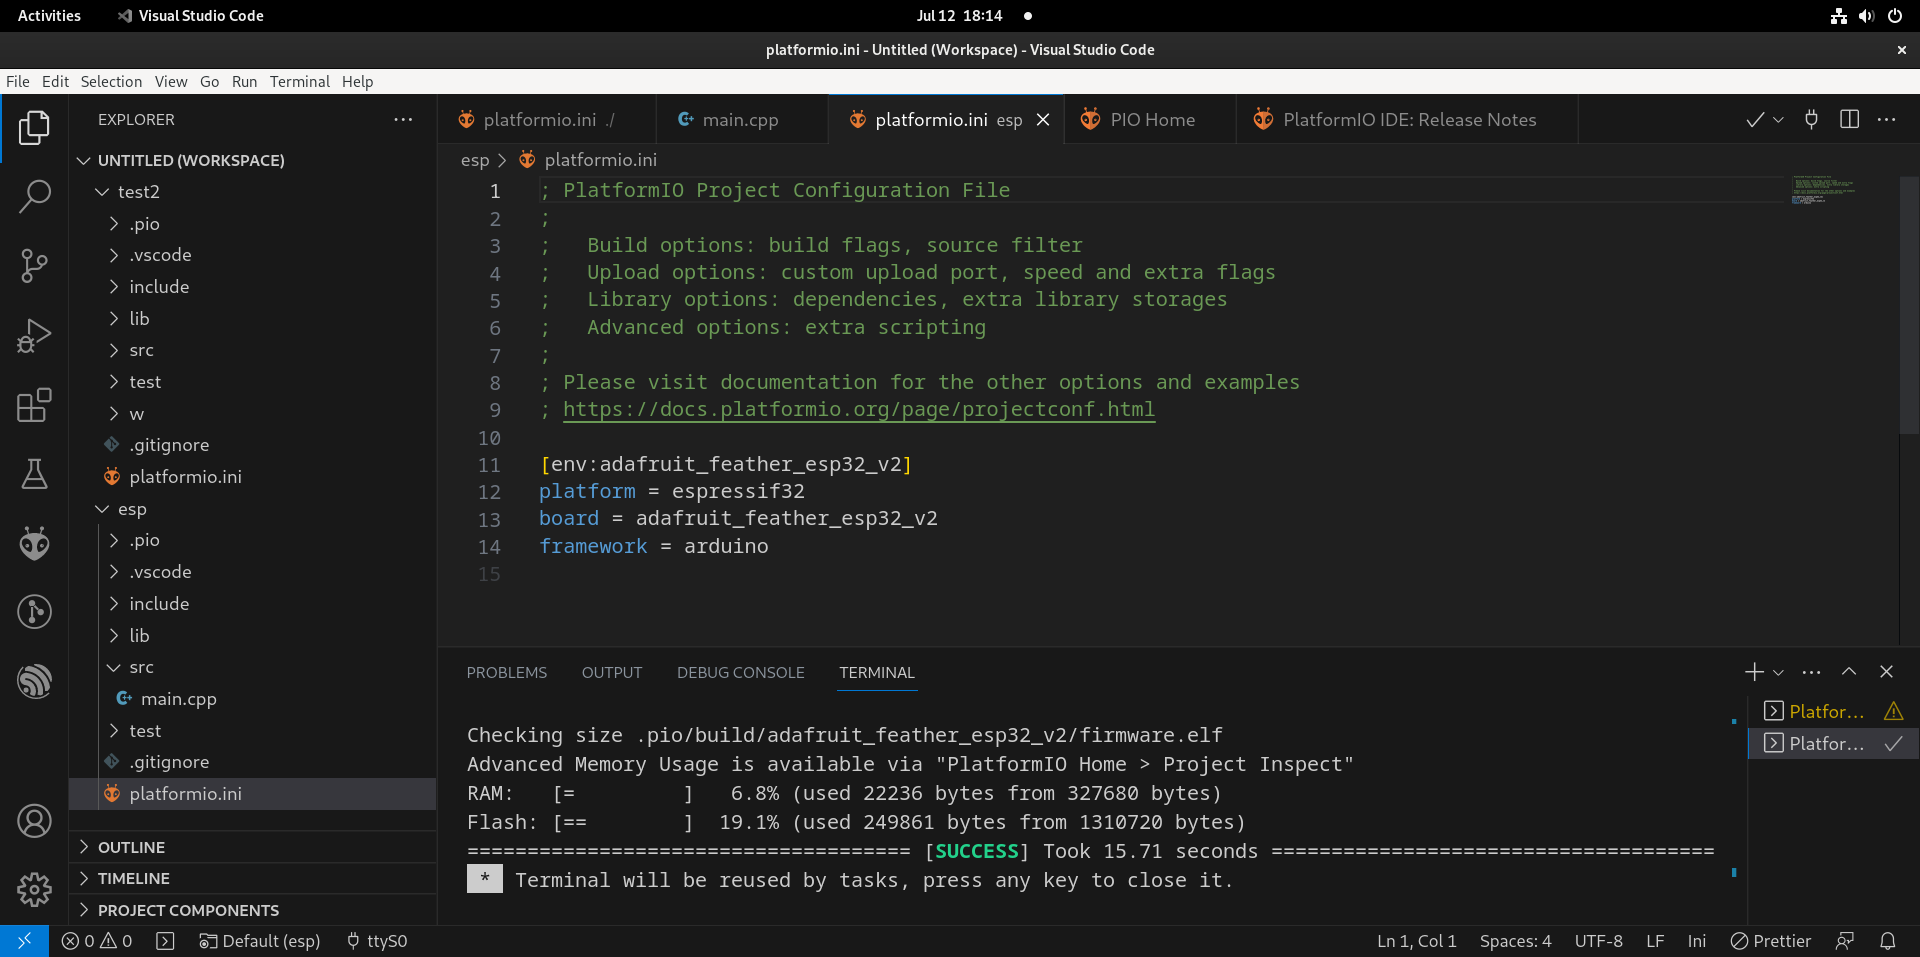 Activities Visual Studio Code Jul 12 18:14
platformio.ini - Untitled (Workspace) - Visual Studio Code
File Edit Selection View Go Run Terminal Help
EXPLORER
UNTITLED (WORKSPACE)
test2
.pio
.vscode
include
lib
src
test
w
.gitignore
platformio.ini
esp
.pio
.vscode
include
lib
src
main.cpp
test
.gitignore
platformio.ini
OUTLINE
TIMELINE
PROJECT COMPONENTS
platformio.ini ./ main.cpp platformio.ini esp PIO Home PlatformIO IDE: Release Notes
esp > platformio.ini
1 ; PlatformIO Project Configuration File
2 ;
3 ;   Build options: build flags, source filter
4 ;   Upload options: custom upload port, speed and extra flags
5 ;   Library options: dependencies, extra library storages
6 ;   Advanced options: extra scripting
7 ;
8 ; Please visit documentation for the other options and examples
9 ; https://docs.platformio.org/page/projectconf.html
10
11 [env:adafruit_feather_esp32_v2]
12 platform = espressif32
13 board = adafruit_feather_esp32_v2
14 framework = arduino
15
PROBLEMS OUTPUT DEBUG CONSOLE TERMINAL
Checking size .pio/build/adafruit_feather_esp32_v2/firmware.elf
Advanced Memory Usage is available via "PlatformIO Home > Project Inspect"
RAM:   [=         ]   6.8% (used 22236 bytes from 327680 bytes)
Flash: [==        ]  19.1% (used 249861 bytes from 1310720 bytes)
===================================== [SUCCESS] Took 15.71 seconds =====================================
* Terminal will be reused by tasks, press any key to close it.
Platfor...
Platfor...
0 0 Default (esp) ttyS0 Ln 1, Col 1 Spaces: 4 UTF-8 LF Ini Prettier